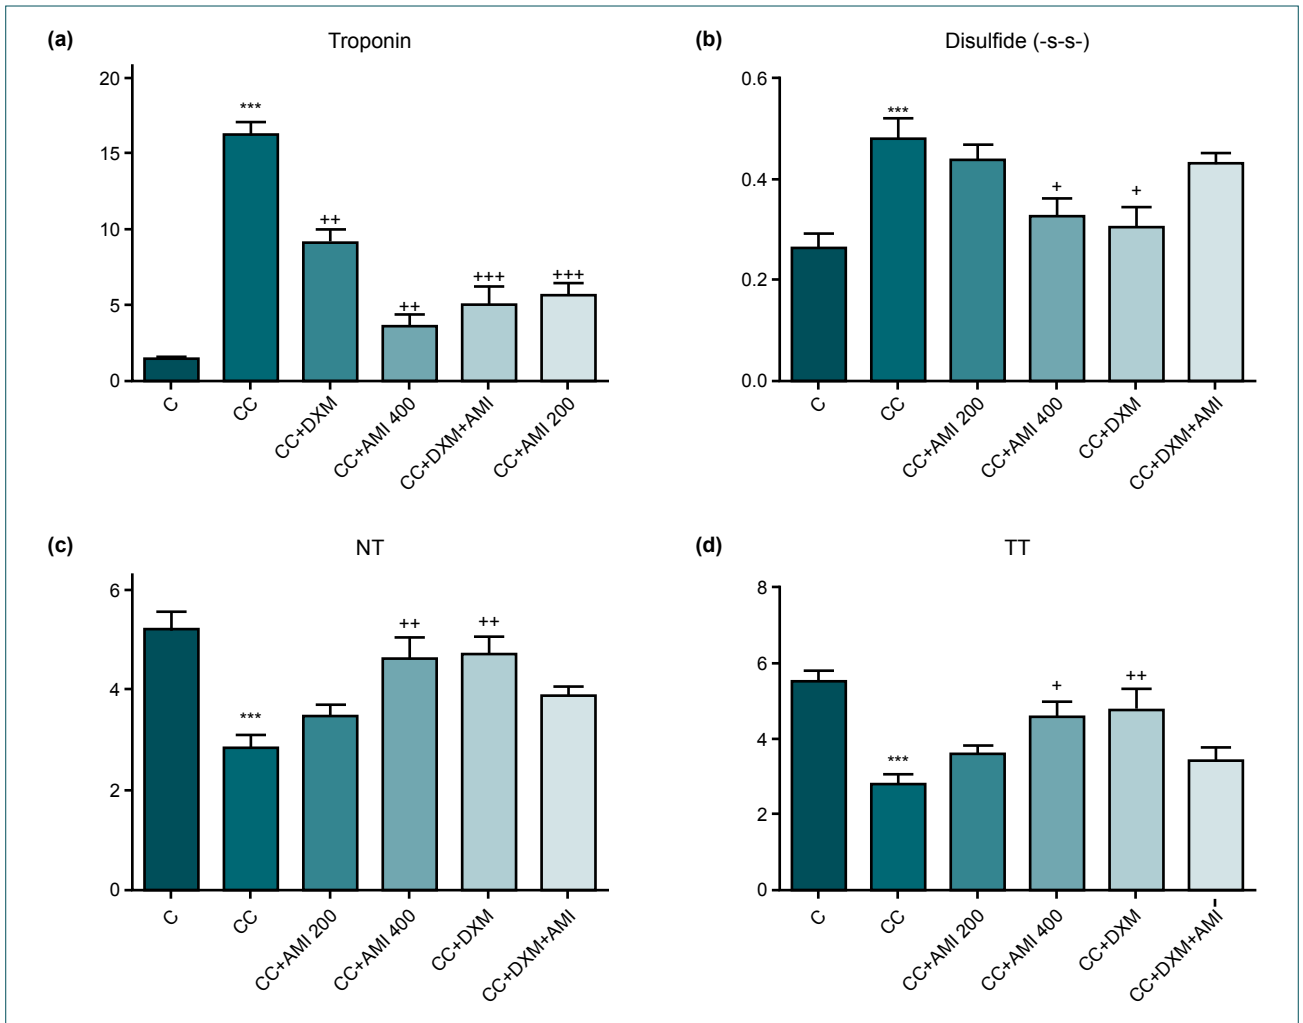 (a)
Troponin
20
15
10
5
0
***
++
++
+++
+++
C
CC
CC+DXM
CC+AMI 400
CC+DXM+AMI
CC+AMI 200
(b)
Disulfide (-s-s-)
0.6
0.4
0.2
0.0
***
+
+
C
CC
CC+AMI 200
CC+AMI 400
CC+DXM
CC+DXM+AMI
(c)
NT
6
4
2
0
***
++
++
C
CC
CC+AMI 200
CC+AMI 400
CC+DXM
CC+DXM+AMI
(d)
TT
8
6
4
2
0
***
+
++
C
CC
CC+AMI 200
CC+AMI 400
CC+DXM
CC+DXM+AMI